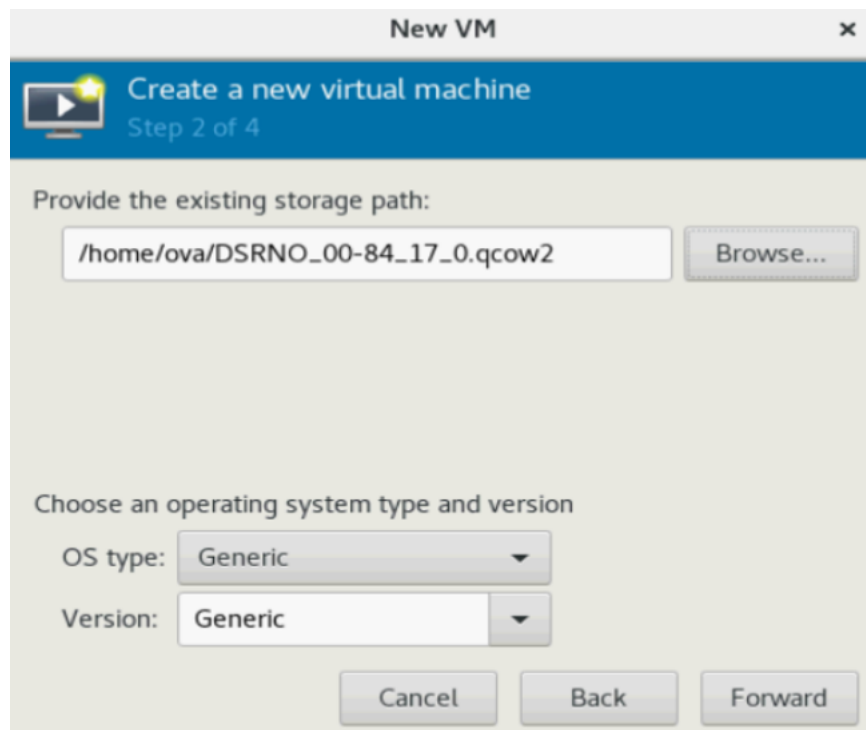 New VM ×
Create a new virtual machine
Step 2 of 4
Provide the existing storage path:
/home/ova/DSRNO_00-84_17_0.qcow2 Browse...
Choose an operating system type and version
OS type: Generic
Version: Generic
Cancel Back Forward